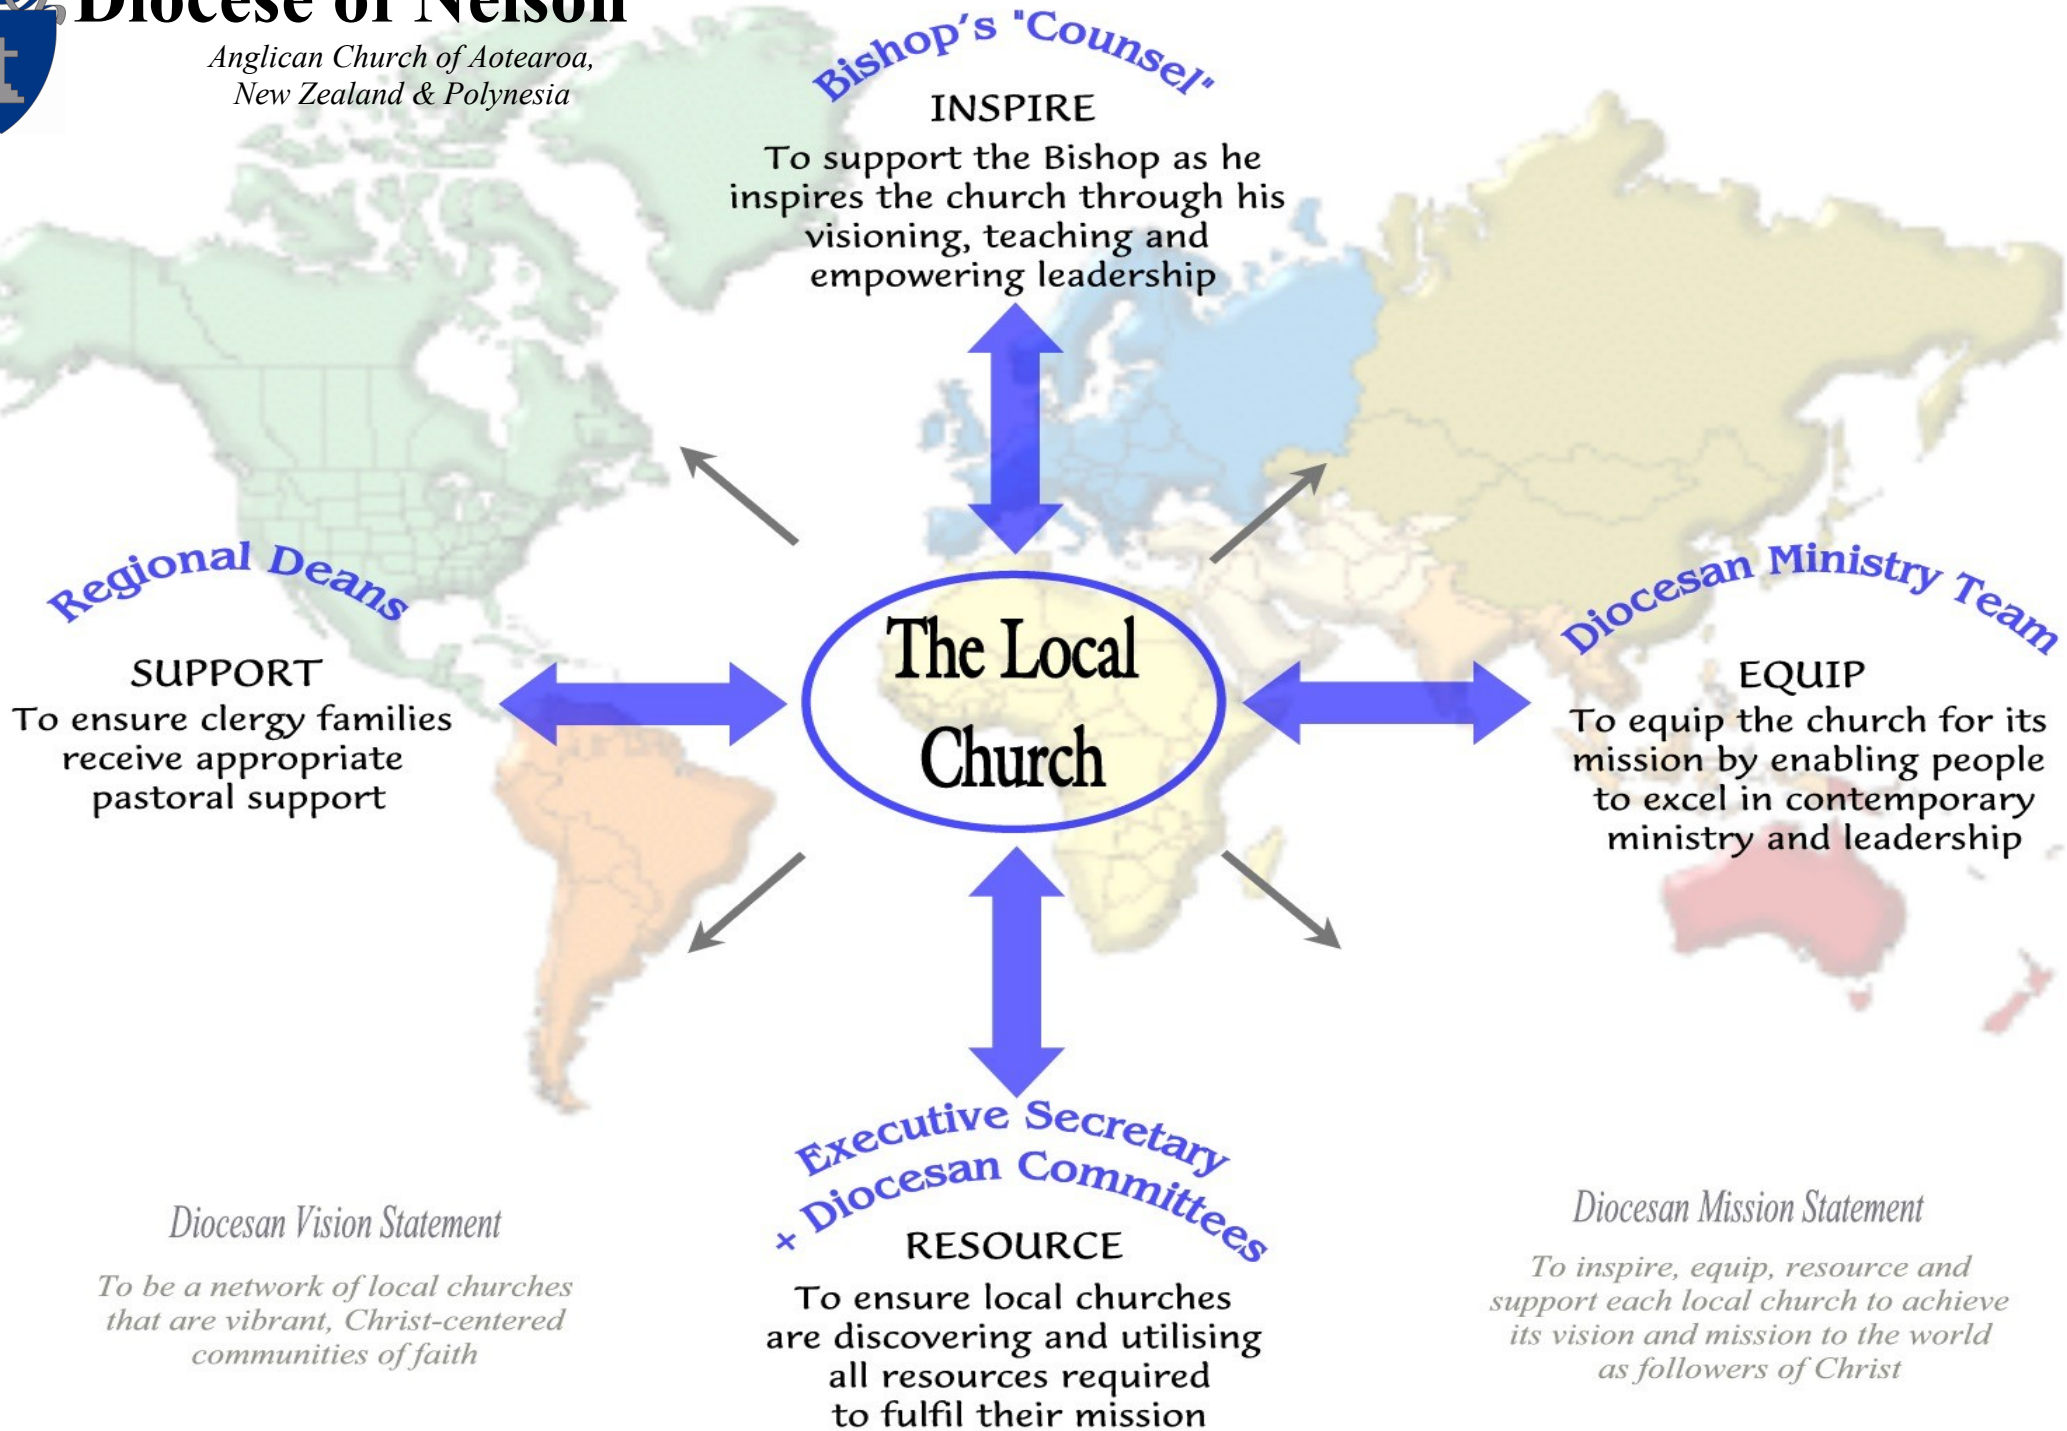 Diocese of Nelson
Anglican Church of Aotearoa,
New Zealand & Polynesia
Bishop's "Counsel"
INSPIRE
To support the Bishop as he
inspires the church through his
visioning, teaching and
empowering leadership
Regional Deans
SUPPORT
To ensure clergy families
receive appropriate
pastoral support
The Local
Church
Diocesan Ministry Team
EQUIP
To equip the church for its
mission by enabling people
to excel in contemporary
ministry and leadership
Executive Secretary
+ Diocesan Committees
RESOURCE
To ensure local churches
are discovering and utilising
all resources required
to fulfil their mission
Diocesan Vision Statement
To be a network of local churches
that are vibrant, Christ-centered
communities of faith
Diocesan Mission Statement
To inspire, equip, resource and
support each local church to achieve
its vision and mission to the world
as followers of Christ